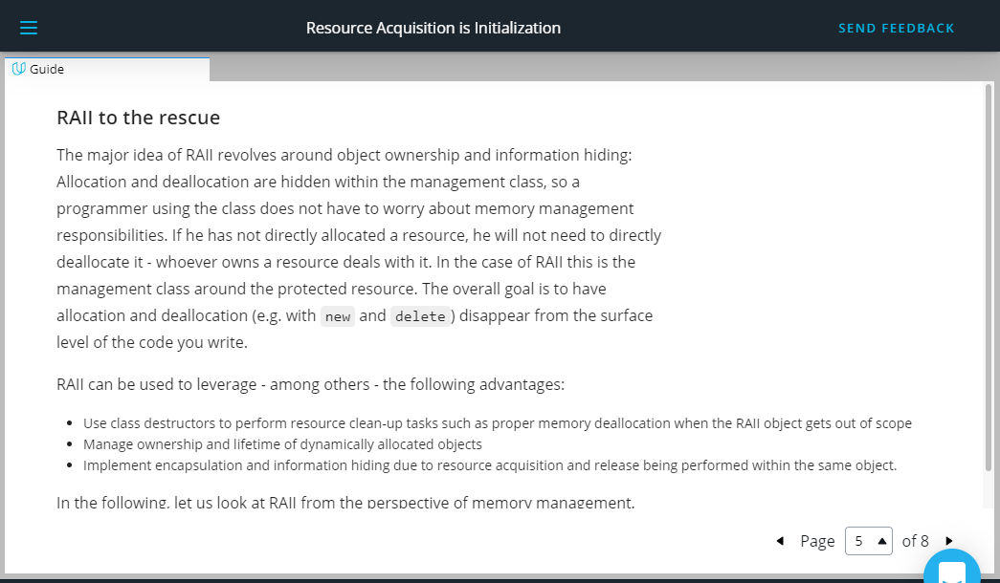 Resource Acquisition is Initialization
SEND FEEDBACK
Guide
RAII to the rescue
The major idea of RAII revolves around object ownership and information hiding:
Allocation and deallocation are hidden within the management class, so a
programmer using the class does not have to worry about memory management
responsibilities. If he has not directly allocated a resource, he will not need to directly
deallocate it - whoever owns a resource deals with it. In the case of RAII this is the
management class around the protected resource. The overall goal is to have
allocation and deallocation (e.g. with new and delete) disappear from the surface
level of the code you write.
RAII can be used to leverage - among others - the following advantages:
• Use class destructors to perform resource clean-up tasks such as proper memory deallocation when the RAII object gets out of scope
• Manage ownership and lifetime of dynamically allocated objects
• Implement encapsulation and information hiding due to resource acquisition and release being performed within the same object.
In the following, let us look at RAII from the perspective of memory management.
Page 5 of 8